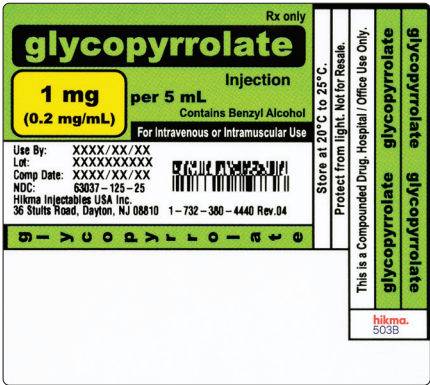 Rx only
glycopyrrolate
Injection
1 mg
(0.2 mg/mL)
per 5 mL
Contains Benzyl Alcohol
For Intravenous or Intramuscular Use
Use By: XXXX/XX/XX
Lot: XXXXXXXXXX
Comp Date: XXXX/XX/XX
NDC: 63037-125-25
Hikma Injectables USA Inc.
36 Stults Road, Dayton, NJ 08810 1-732-380-4440 Rev.04
glycopyrrolate
Store at 20°C to 25°C.
Protect from light. Not for Resale.
This is a Compounded Drug. Hospital / Office Use Only.
glycopyrrolate glycopyrrolate
glycopyrrolate glycopyrrolate
hikma.
503B